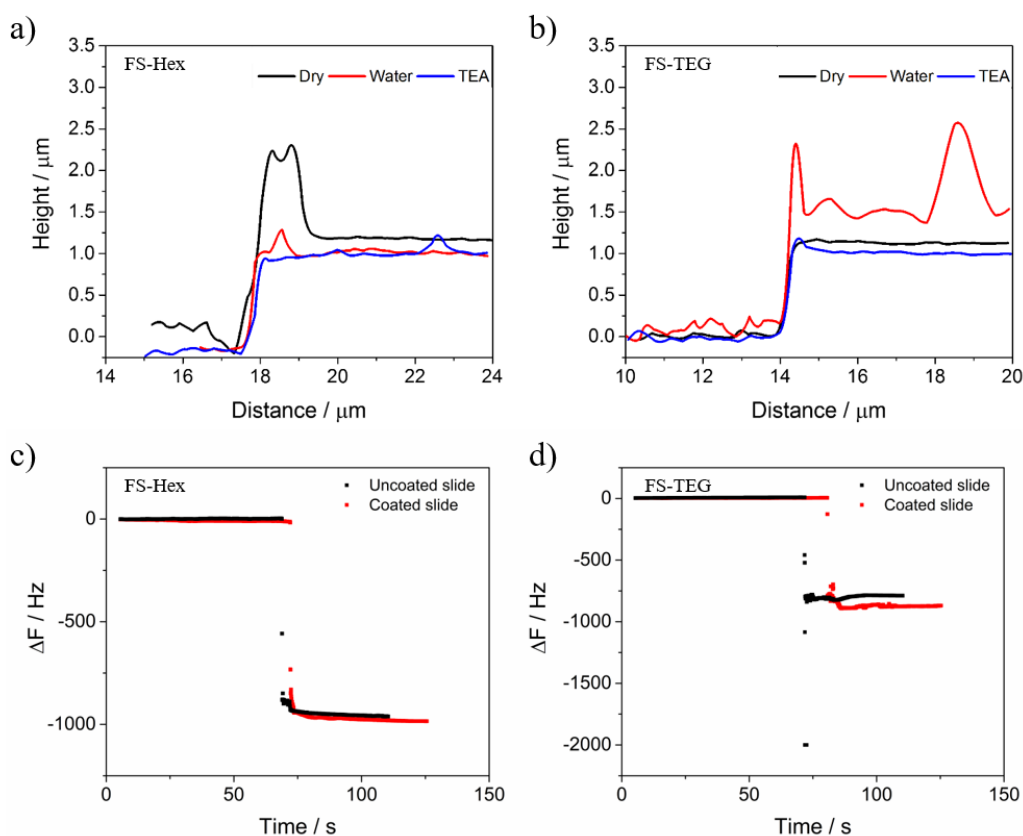 a)
FS-Hex
Dry Water TEA
3.5
3.0
2.5
2.0
1.5
1.0
0.5
0.0
Height / μm
14 16 18 20 22 24
Distance / μm
b)
FS-TEG
Dry Water TEA
3.5
3.0
2.5
2.0
1.5
1.0
0.5
0.0
Height / μm
10 12 14 16 18 20
Distance / μm
c)
FS-Hex
Uncoated slide
Coated slide
0
-500
-1000
ΔF / Hz
0 50 100 150
Time / s
d)
FS-TEG
Uncoated slide
Coated slide
0
-500
-1000
-1500
-2000
ΔF / Hz
0 50 100 150
Time / s